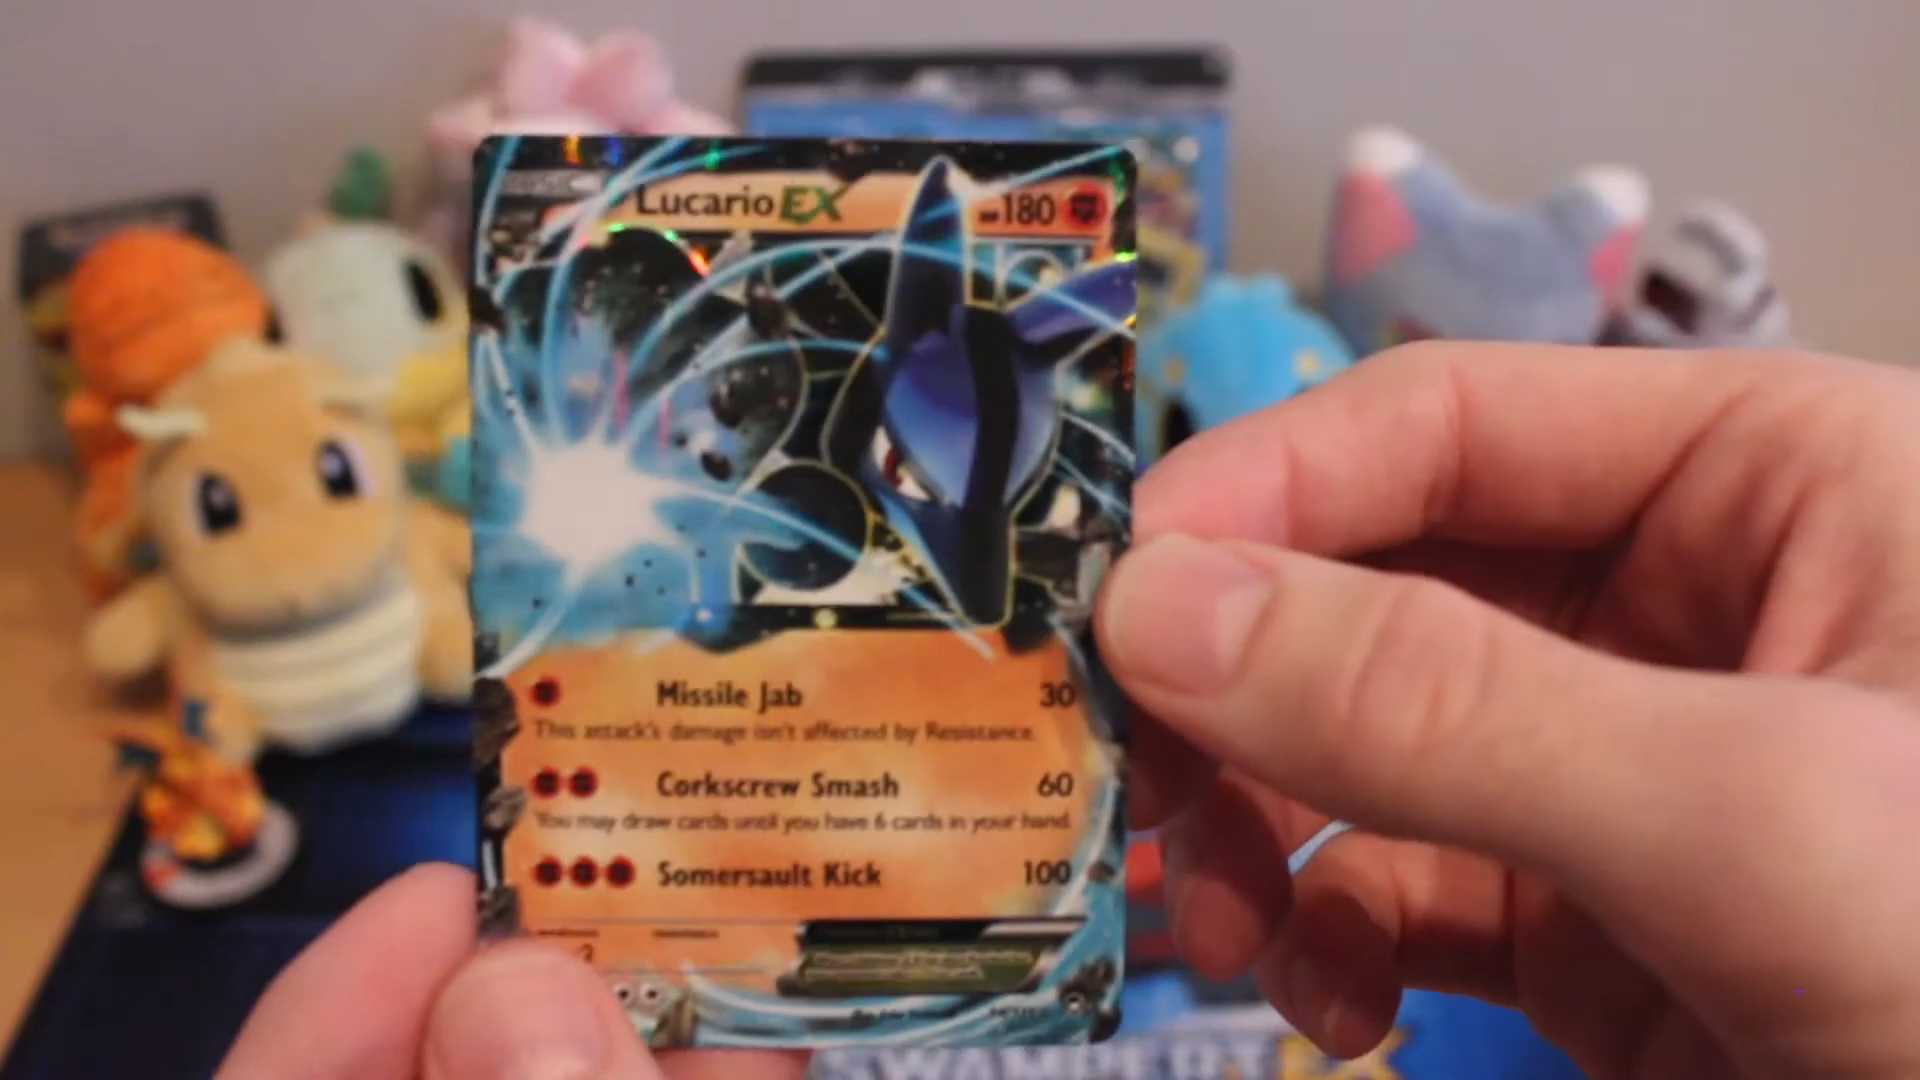 Lucario EX 180
Missile Jab 30
This attack's damage isn't affected by Resistance.
Corkscrew Smash 60
You may draw cards until you have 6 cards in your hand.
Somersault Kick 100
2
SWAMPERT EX